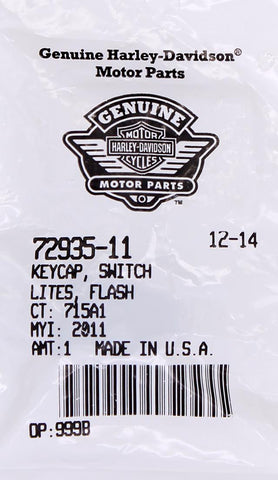 Genuine Harley-Davidson®
Motor Parts
GENUINE
MOTOR
HARLEY-DAVIDSON
CYCLES
MOTOR PARTS
™
72935-11 12-14
KEYCAP, SWITCH
LITES, FLASH
CT: 715A1
MYI: 2011
AMT:1 MADE IN U.S.A.
OP:999B